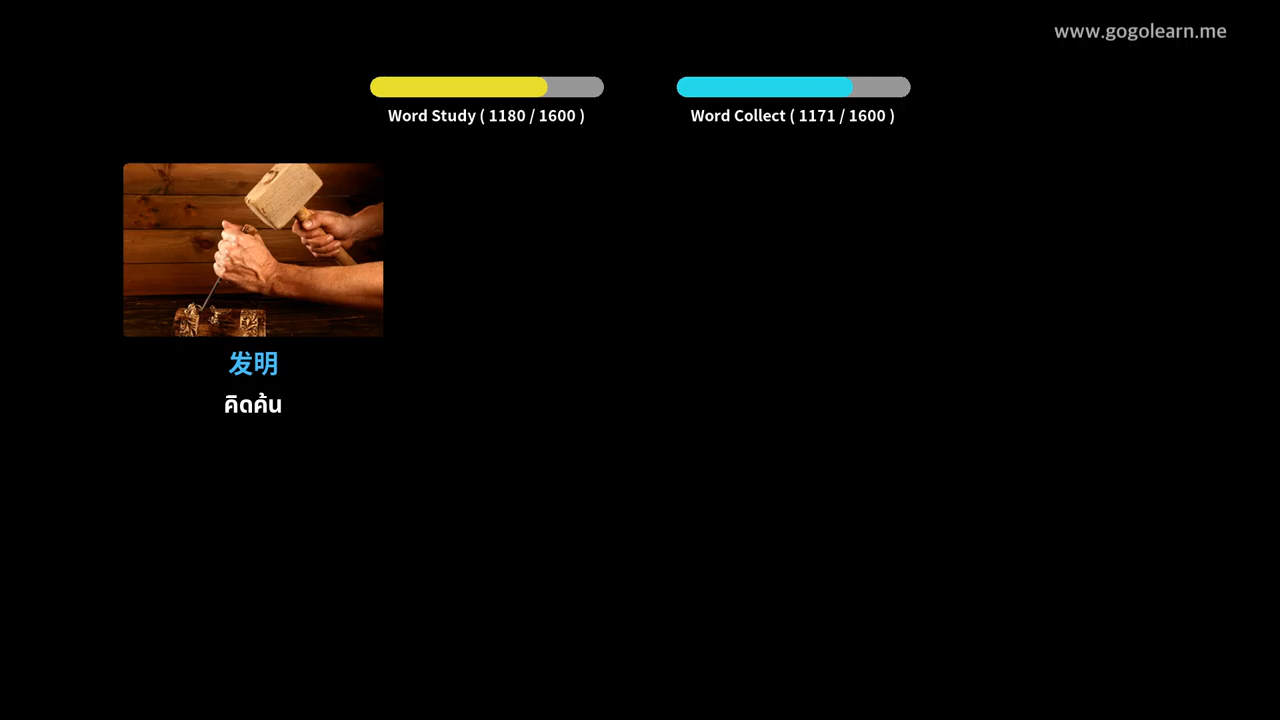 www.gogolearn.me
Word Study ( 1180 / 1600 )
Word Collect ( 1171 / 1600 )
发明
คิดค้น